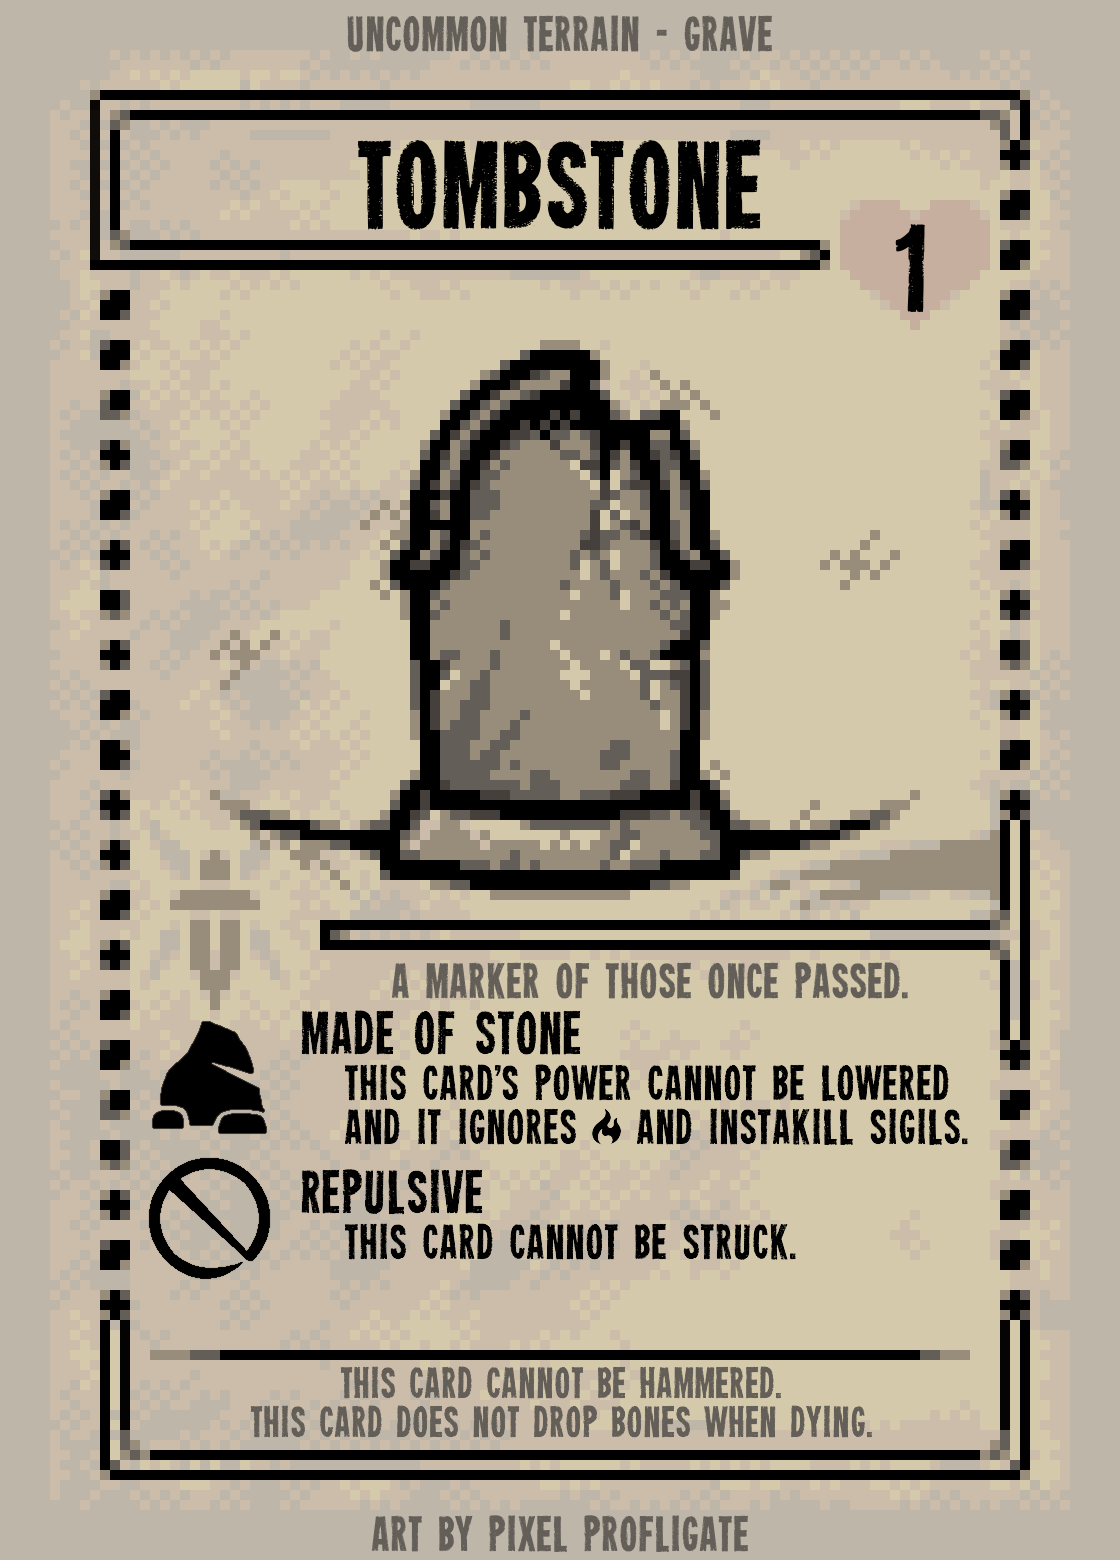 UNCOMMON TERRAIN - GRAVE
TOMBSTONE
1
A MARKER OF THOSE ONCE PASSED.
MADE OF STONE
THIS CARD'S POWER CANNOT BE LOWERED
AND IT IGNORES AND INSTAKILL SIGILS.
REPULSIVE
THIS CARD CANNOT BE STRUCK.
THIS CARD CANNOT BE HAMMERED.
THIS CARD DOES NOT DROP BONES WHEN DYING.
ART BY PIXEL PROFLIGATE